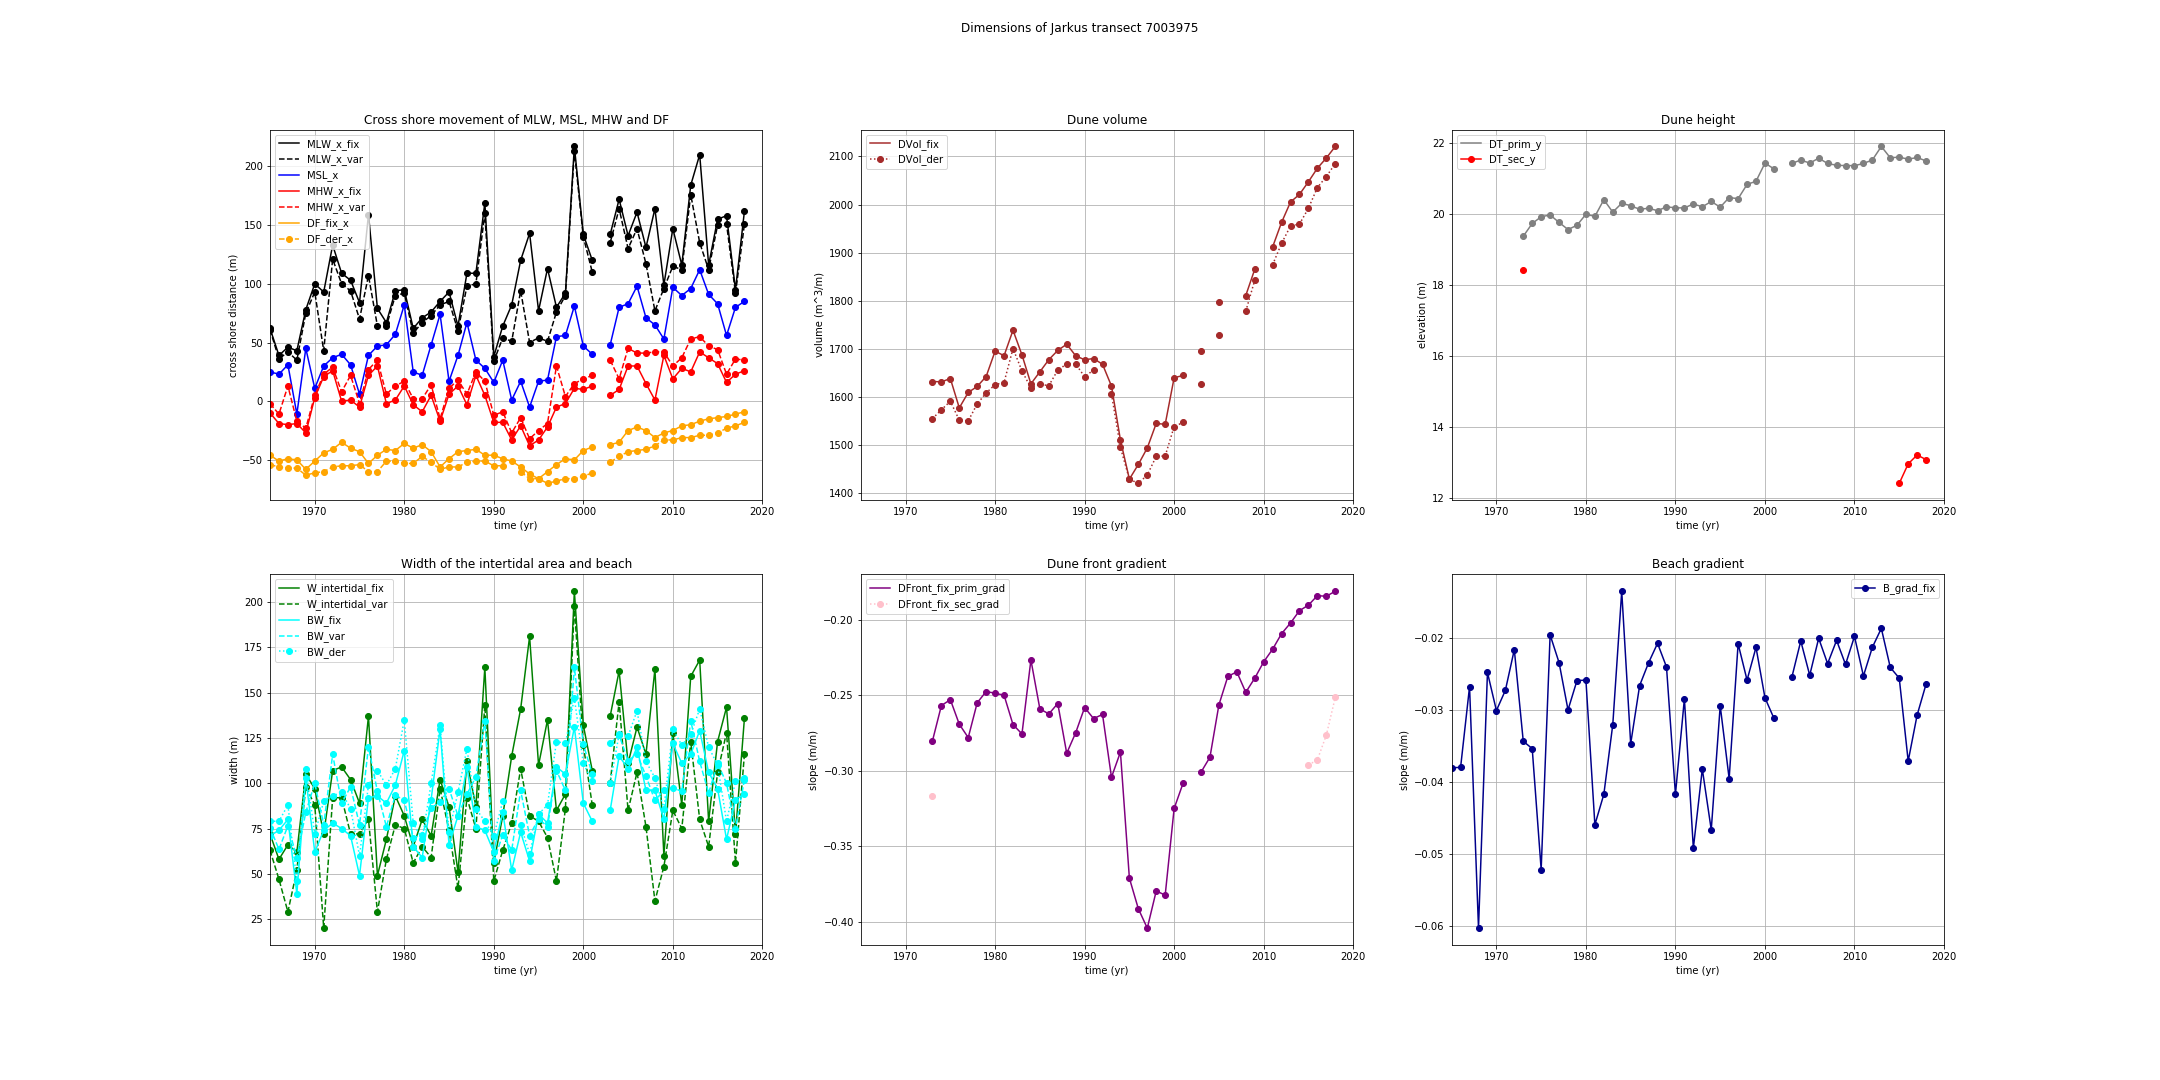 Dimensions of Jarkus transect 7003975
Cross shore movement of MLW, MSL, MHW and DF
MLW_x_fix
MLW_x_var
MSL_x
MHW_x_fix
MHW_x_var
DF_fix_x
DF_der_x
cross shore distance (m)
200
150
100
50
0
−50
1970 1980 1990 2000 2010 2020
time (yr)
Dune volume
DVol_fix
DVol_der
volume (m^3/m)
2100
2000
1900
1800
1700
1600
1500
1400
1970 1980 1990 2000 2010 2020
time (yr)
Dune height
DT_prim_y
DT_sec_y
elevation (m)
22
20
18
16
14
12
1970 1980 1990 2000 2010 2020
time (yr)
Width of the intertidal area and beach
W_intertidal_fix
W_intertidal_var
BW_fix
BW_var
BW_der
width (m)
200
175
150
125
100
75
50
25
1970 1980 1990 2000 2010 2020
time (yr)
Dune front gradient
DFront_fix_prim_grad
DFront_fix_sec_grad
slope (m/m)
−0.20
−0.25
−0.30
−0.35
−0.40
1970 1980 1990 2000 2010 2020
time (yr)
Beach gradient
B_grad_fix
slope (m/m)
−0.02
−0.03
−0.04
−0.05
−0.06
1970 1980 1990 2000 2010 2020
time (yr)